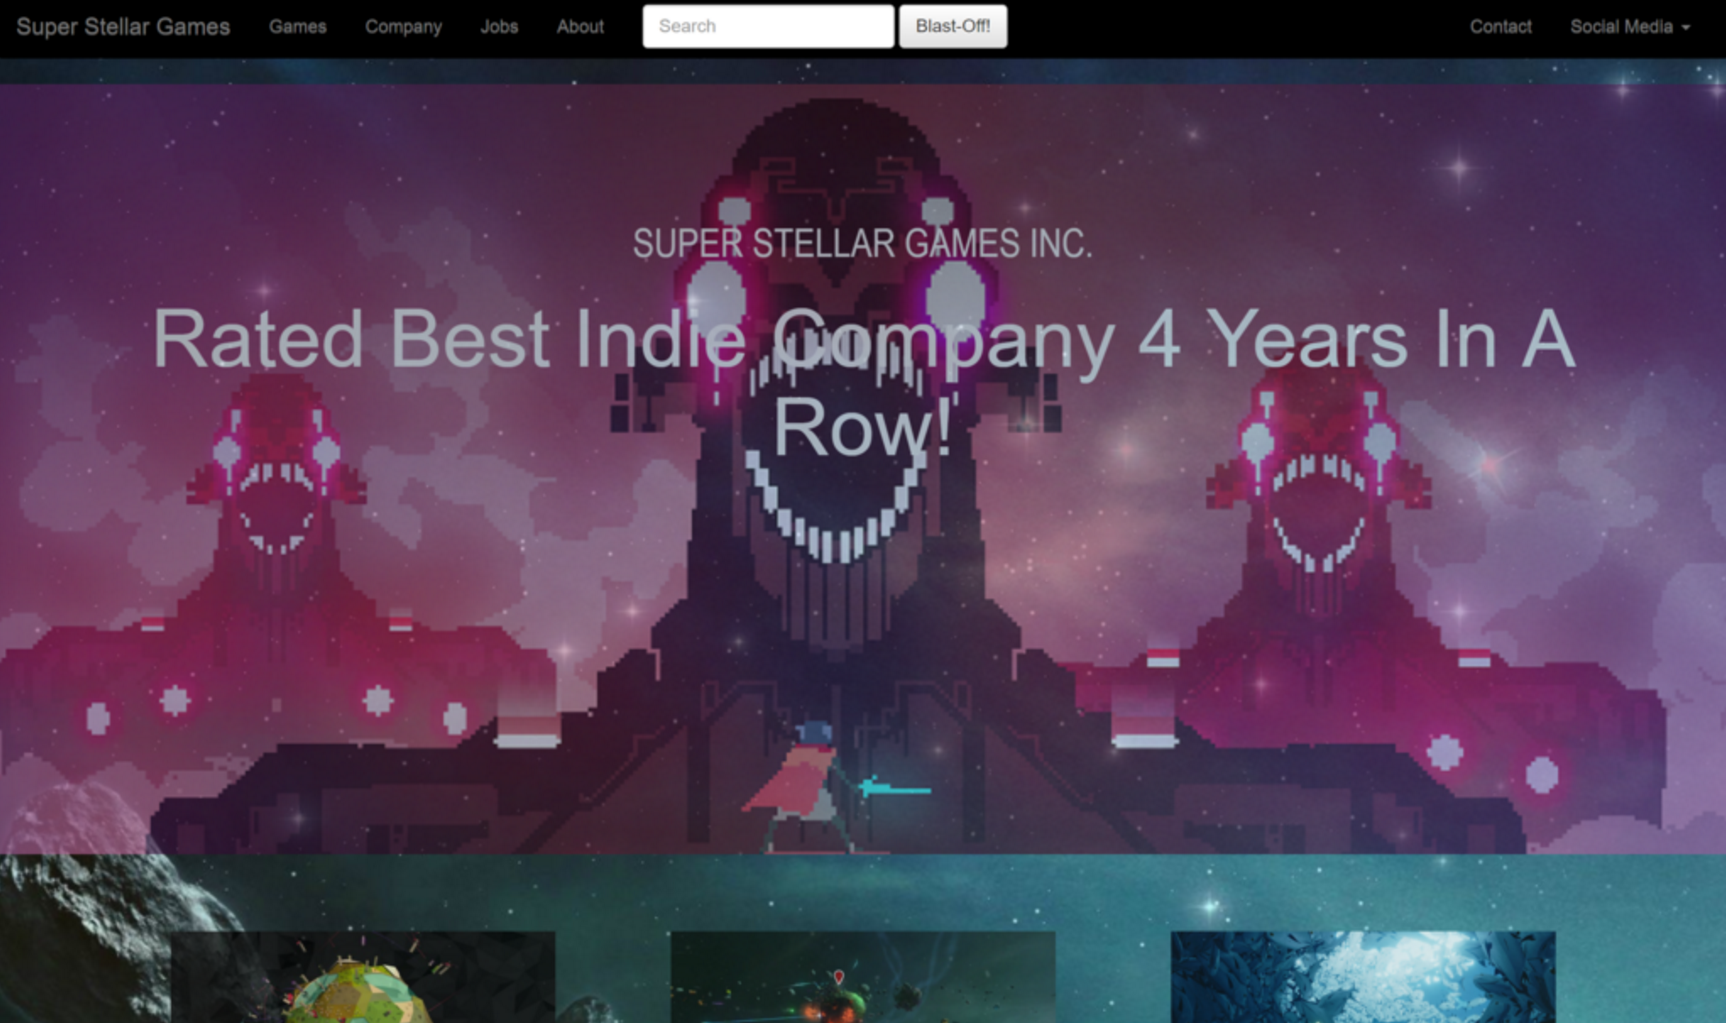 Super Stellar Games Games Company Jobs About Search Blast-Off! Contact Social Media
SUPER STELLAR GAMES INC.
Rated Best Indie Company 4 Years In A
Row!